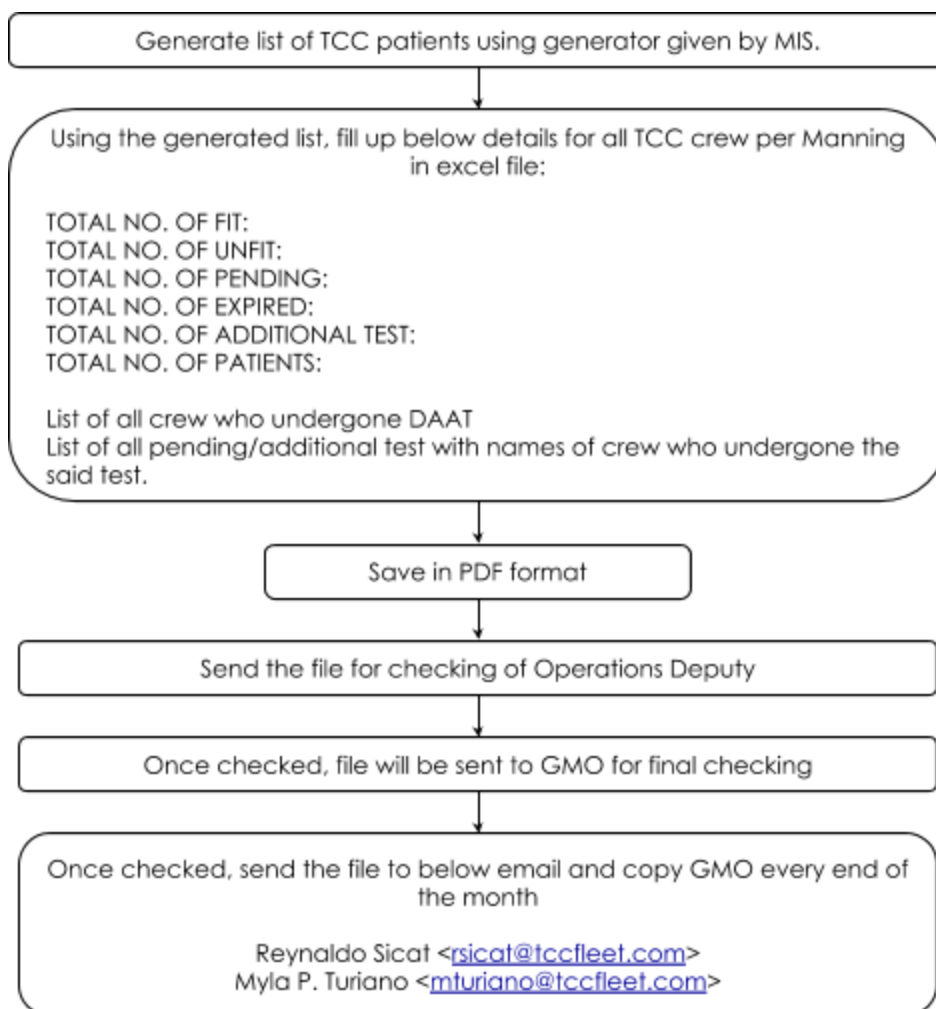 Generate list of TCC patients using generator given by MIS.
Using the generated list, fill up below details for all TCC crew per Manning
in excel file:
TOTAL NO. OF FIT:
TOTAL NO. OF UNFIT:
TOTAL NO. OF PENDING:
TOTAL NO. OF EXPIRED:
TOTAL NO. OF ADDITIONAL TEST:
TOTAL NO. OF PATIENTS:
List of all crew who undergone DAAT
List of all pending/additional test with names of crew who undergone the
said test.
Save in PDF format
Send the file for checking of Operations Deputy
Once checked, file will be sent to GMO for final checking
Once checked, send the file to below email and copy GMO every end of
the month
Reynaldo Sicat <rsicat@tccfleet.com>
Myla P. Turiano <mturiano@tccfleet.com>